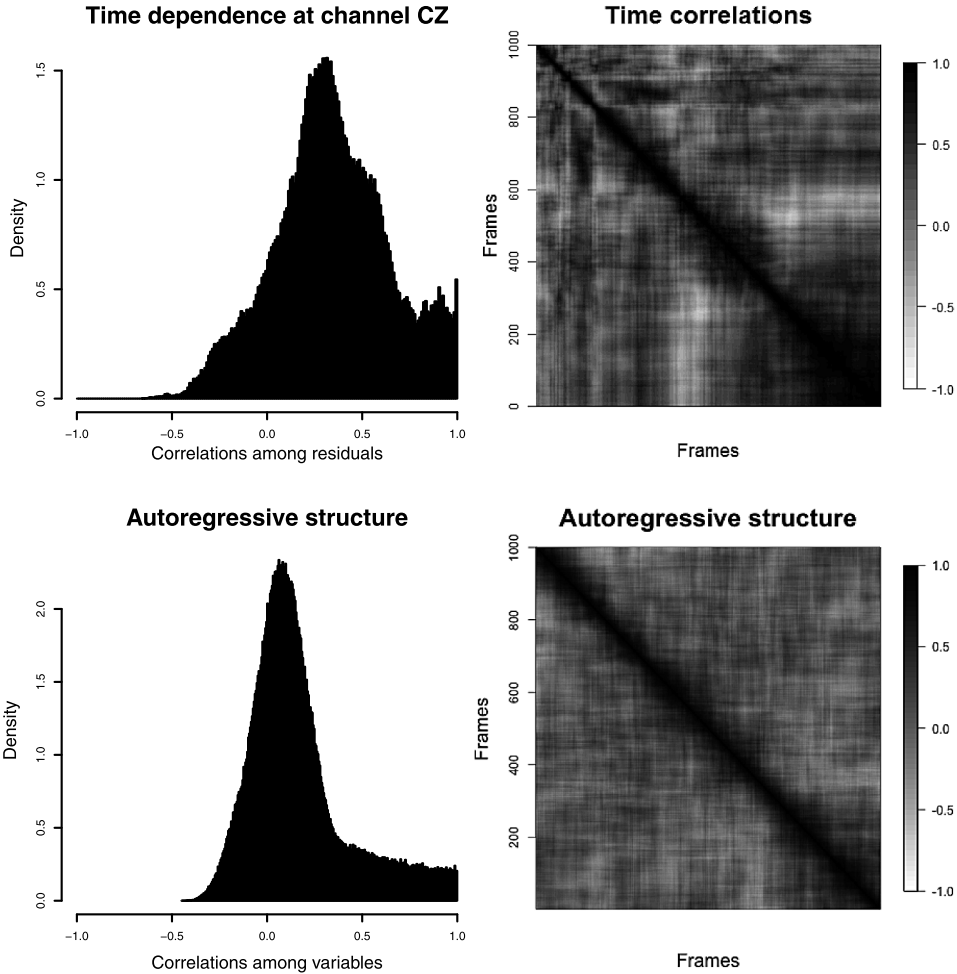 Time dependence at channel CZ
Density
0.0
0.5
1.0
1.5
−1.0 −0.5 0.0 0.5 1.0
Correlations among residuals
Time correlations
Frames
0
200
400
600
800
1000
Frames
1.0
0.5
0.0
-0.5
-1.0
Autoregressive structure
Density
0.0
0.5
1.0
1.5
2.0
−1.0 −0.5 0.0 0.5 1.0
Correlations among variables
Autoregressive structure
Frames
200
400
600
800
1000
Frames
1.0
0.5
0.0
-0.5
-1.0